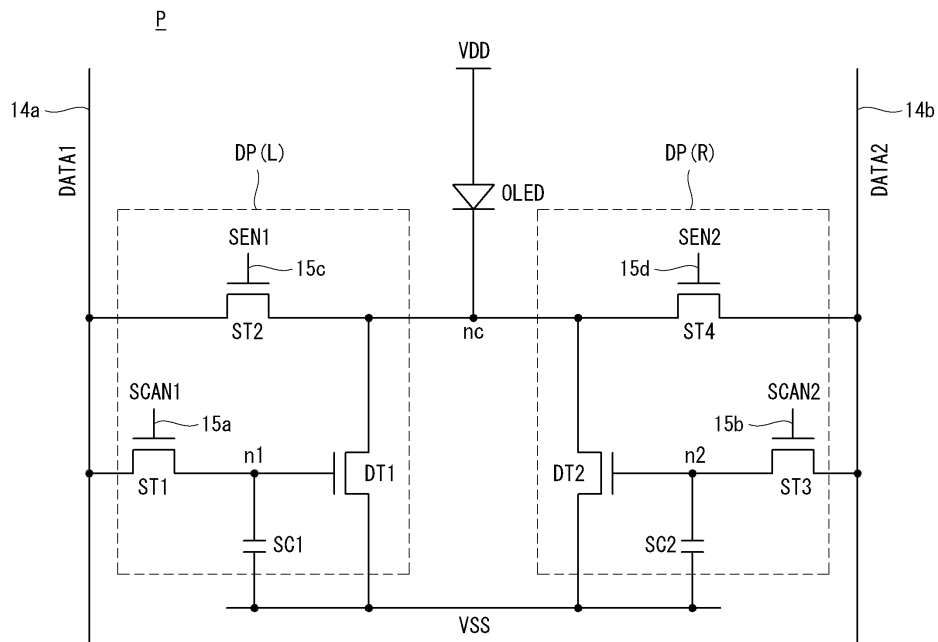 P
VDD
14a
14b
DATA1
DATA2
DP(L)
DP(R)
OLED
SEN1
SEN2
15c
15d
ST2
nc
ST4
SCAN1
SCAN2
15a
15b
n1
n2
ST1
DT1
DT2
ST3
SC1
SC2
VSS